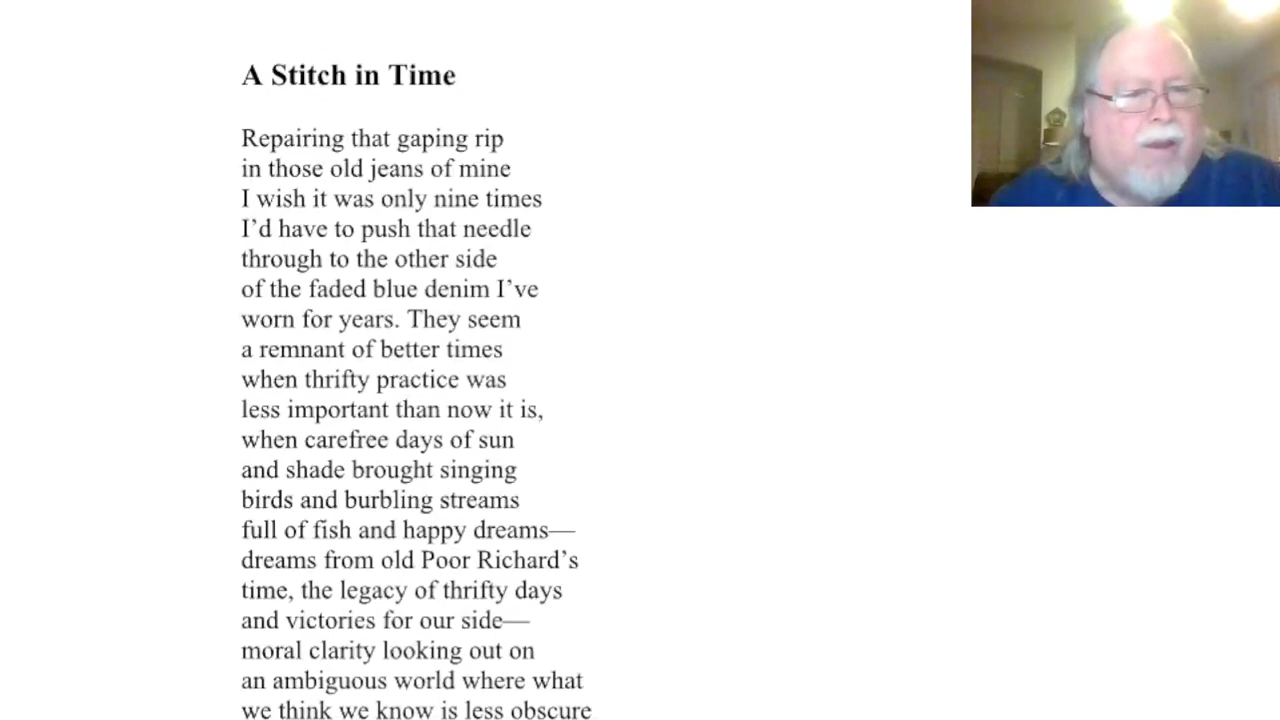 A Stitch in Time
Repairing that gaping rip
in those old jeans of mine
I wish it was only nine times
I’d have to push that needle
through to the other side
of the faded blue denim I’ve
worn for years. They seem
a remnant of better times
when thrifty practice was
less important than now it is,
when carefree days of sun
and shade brought singing
birds and burbling streams
full of fish and happy dreams—
dreams from old Poor Richard’s
time, the legacy of thrifty days
and victories for our side—
moral clarity looking out on
an ambiguous world where what
we think we know is less obscure